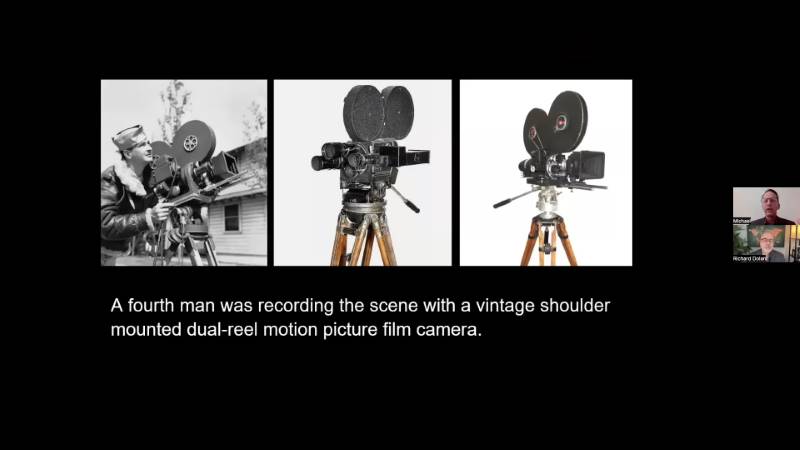 A fourth man was recording the scene with a vintage shoulder
mounted dual-reel motion picture film camera.
Michael
Richard Dolan